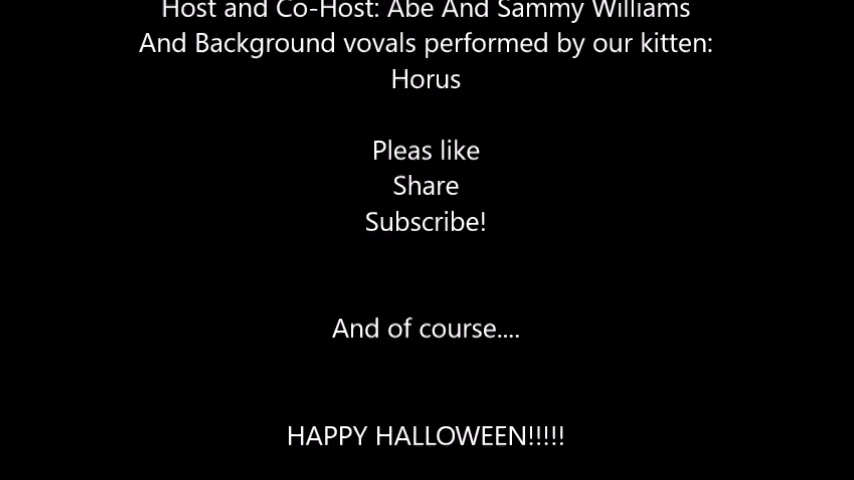 Host and Co-Host: Abe And Sammy Williams
And Background vovals performed by our kitten:
Horus
Pleas like
Share
Subscribe!
And of course....
HAPPY HALLOWEEN!!!!!